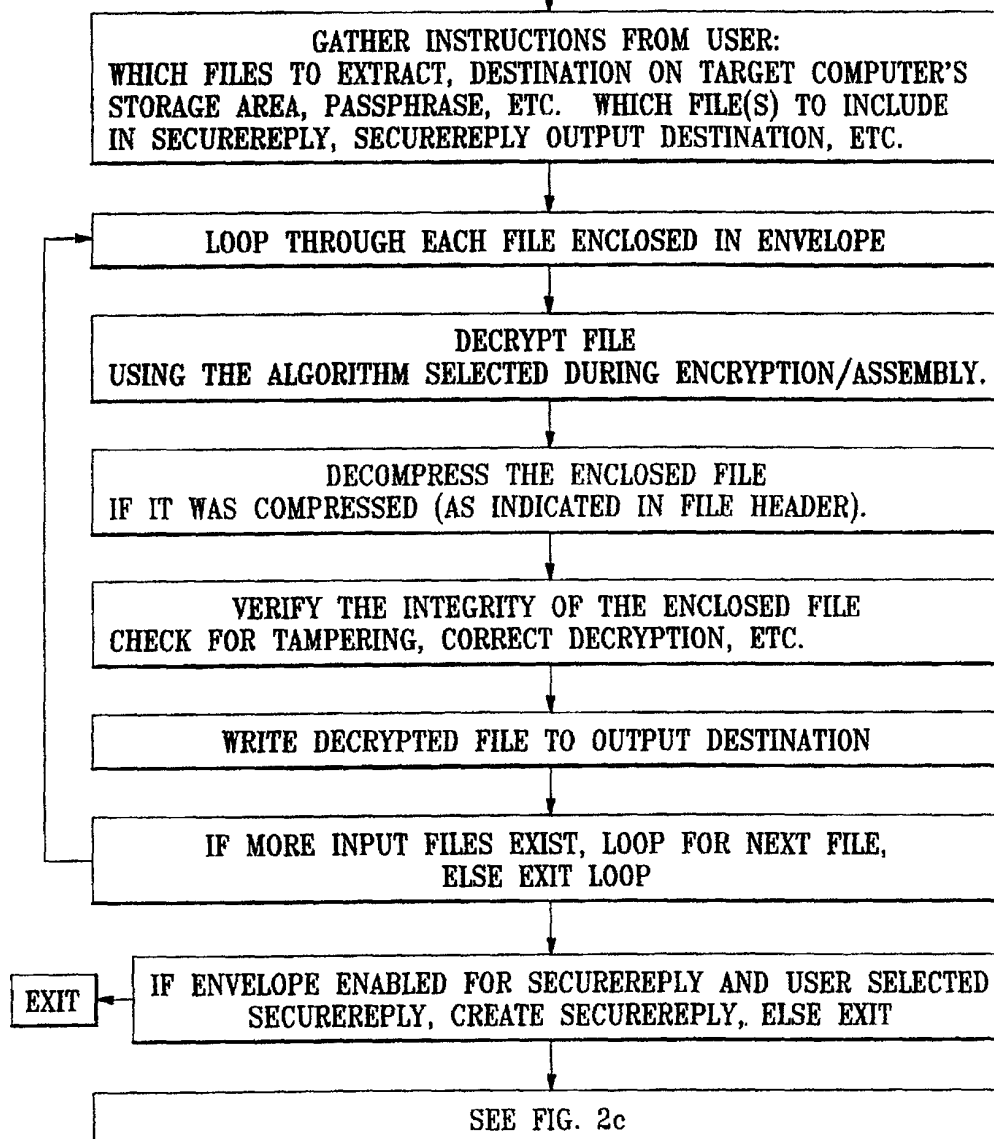 GATHER INSTRUCTIONS FROM USER:
WHICH FILES TO EXTRACT, DESTINATION ON TARGET COMPUTER'S
STORAGE AREA, PASSPHRASE, ETC. WHICH FILE(S) TO INCLUDE
IN SECUREREPLY, SECUREREPLY OUTPUT DESTINATION, ETC.
LOOP THROUGH EACH FILE ENCLOSED IN ENVELOPE
DECRYPT FILE
USING THE ALGORITHM SELECTED DURING ENCRYPTION/ASSEMBLY.
DECOMPRESS THE ENCLOSED FILE
IF IT WAS COMPRESSED (AS INDICATED IN FILE HEADER).
VERIFY THE INTEGRITY OF THE ENCLOSED FILE
CHECK FOR TAMPERING, CORRECT DECRYPTION, ETC.
WRITE DECRYPTED FILE TO OUTPUT DESTINATION
IF MORE INPUT FILES EXIST, LOOP FOR NEXT FILE,
ELSE EXIT LOOP
IF ENVELOPE ENABLED FOR SECUREREPLY AND USER SELECTED
SECUREREPLY, CREATE SECUREREPLY,. ELSE EXIT
EXIT
SEE FIG. 2c